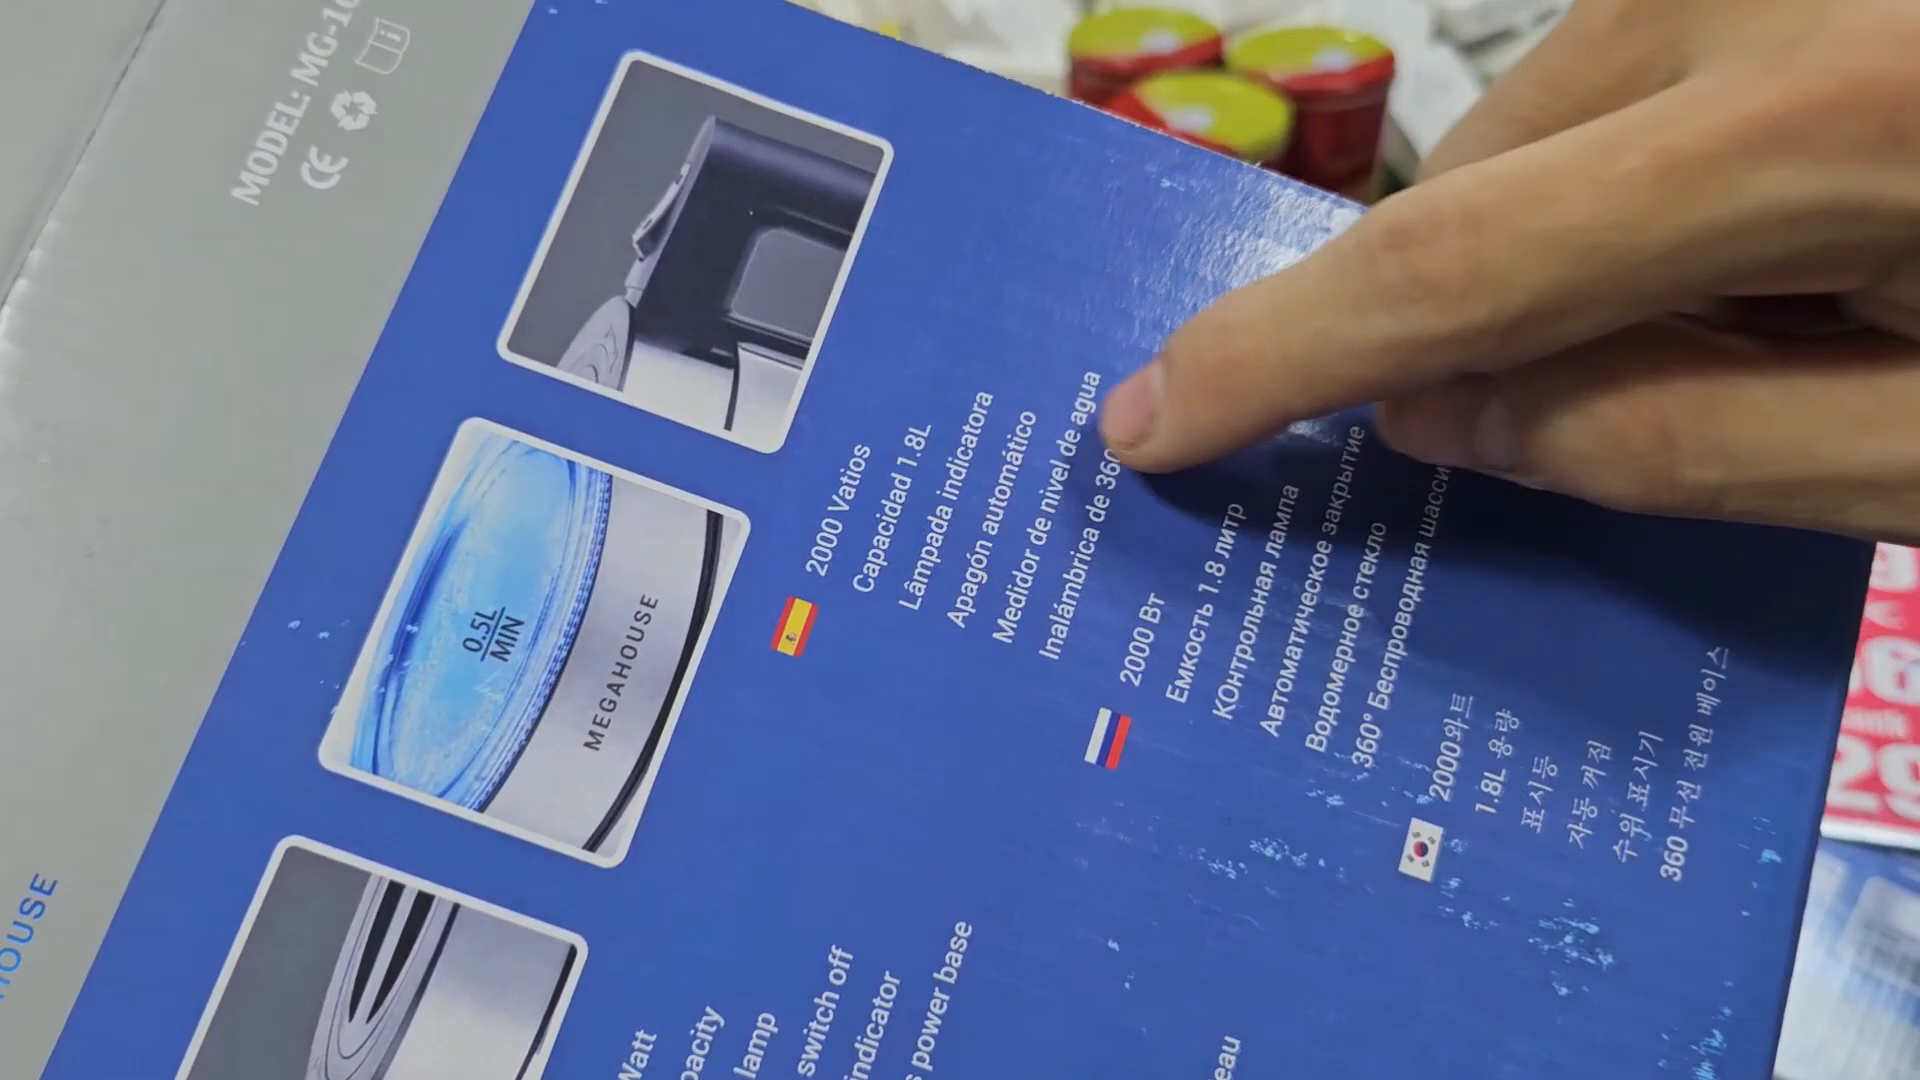 MODEL: MG-10
CE
0.5L
MIN
MEGAHOUSE
HOUSE
2000 Vatios
Capacidad 1.8L
Lâmpada indicatora
Apagón automático
Medidor de nivel de agua
Inalámbrica de 360
2000 Вт
Емкость 1.8 литр
КОнтрольная лампа
Автоматическое закрытие
Водомерное стекло
360° Беспроводная шасси
2000와트
1.8L 용량
표시등
자동 꺼짐
수위 표시기
360 무선 전원 베이스
Watt
pacity
lamp
switch off
indicator
s power base
eau